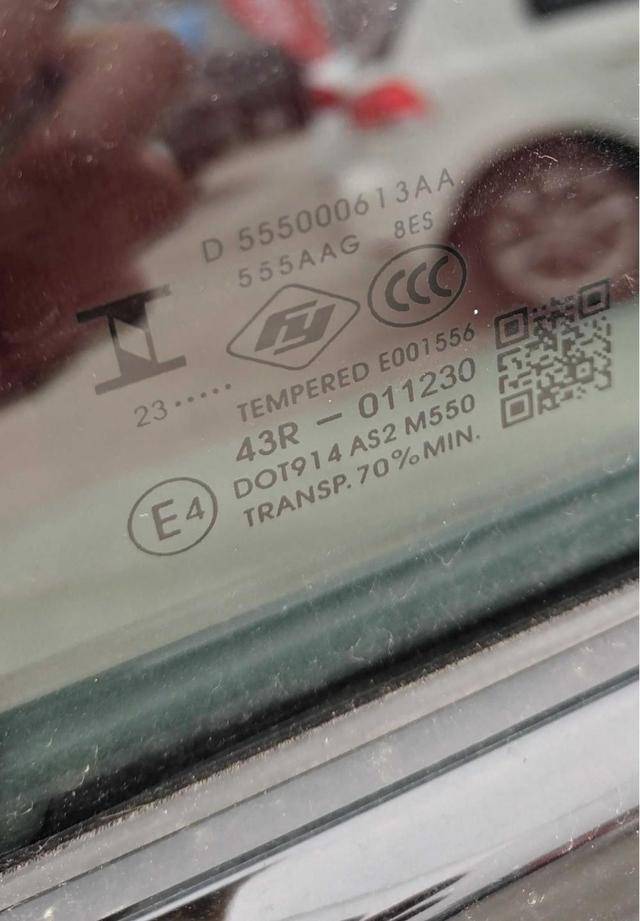 D 555000613AA
555AAG 8ES
CCC
23.....
TEMPERED E001556
43R - 011230
DOT914 AS2 M550
TRANSP. 70% MIN.
E4